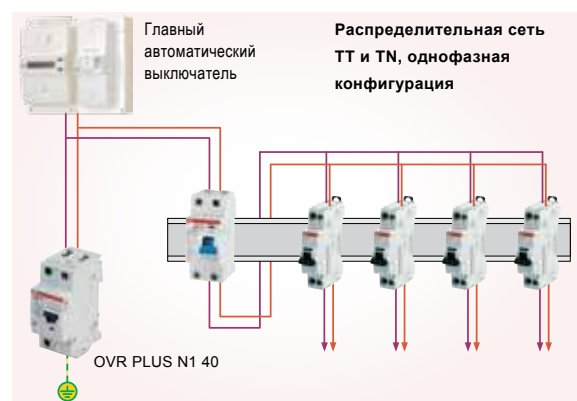 Главный
автоматический
выключатель
Распределительная сеть
TT и TN, однофазная
конфигурация
OVR PLUS N1 40